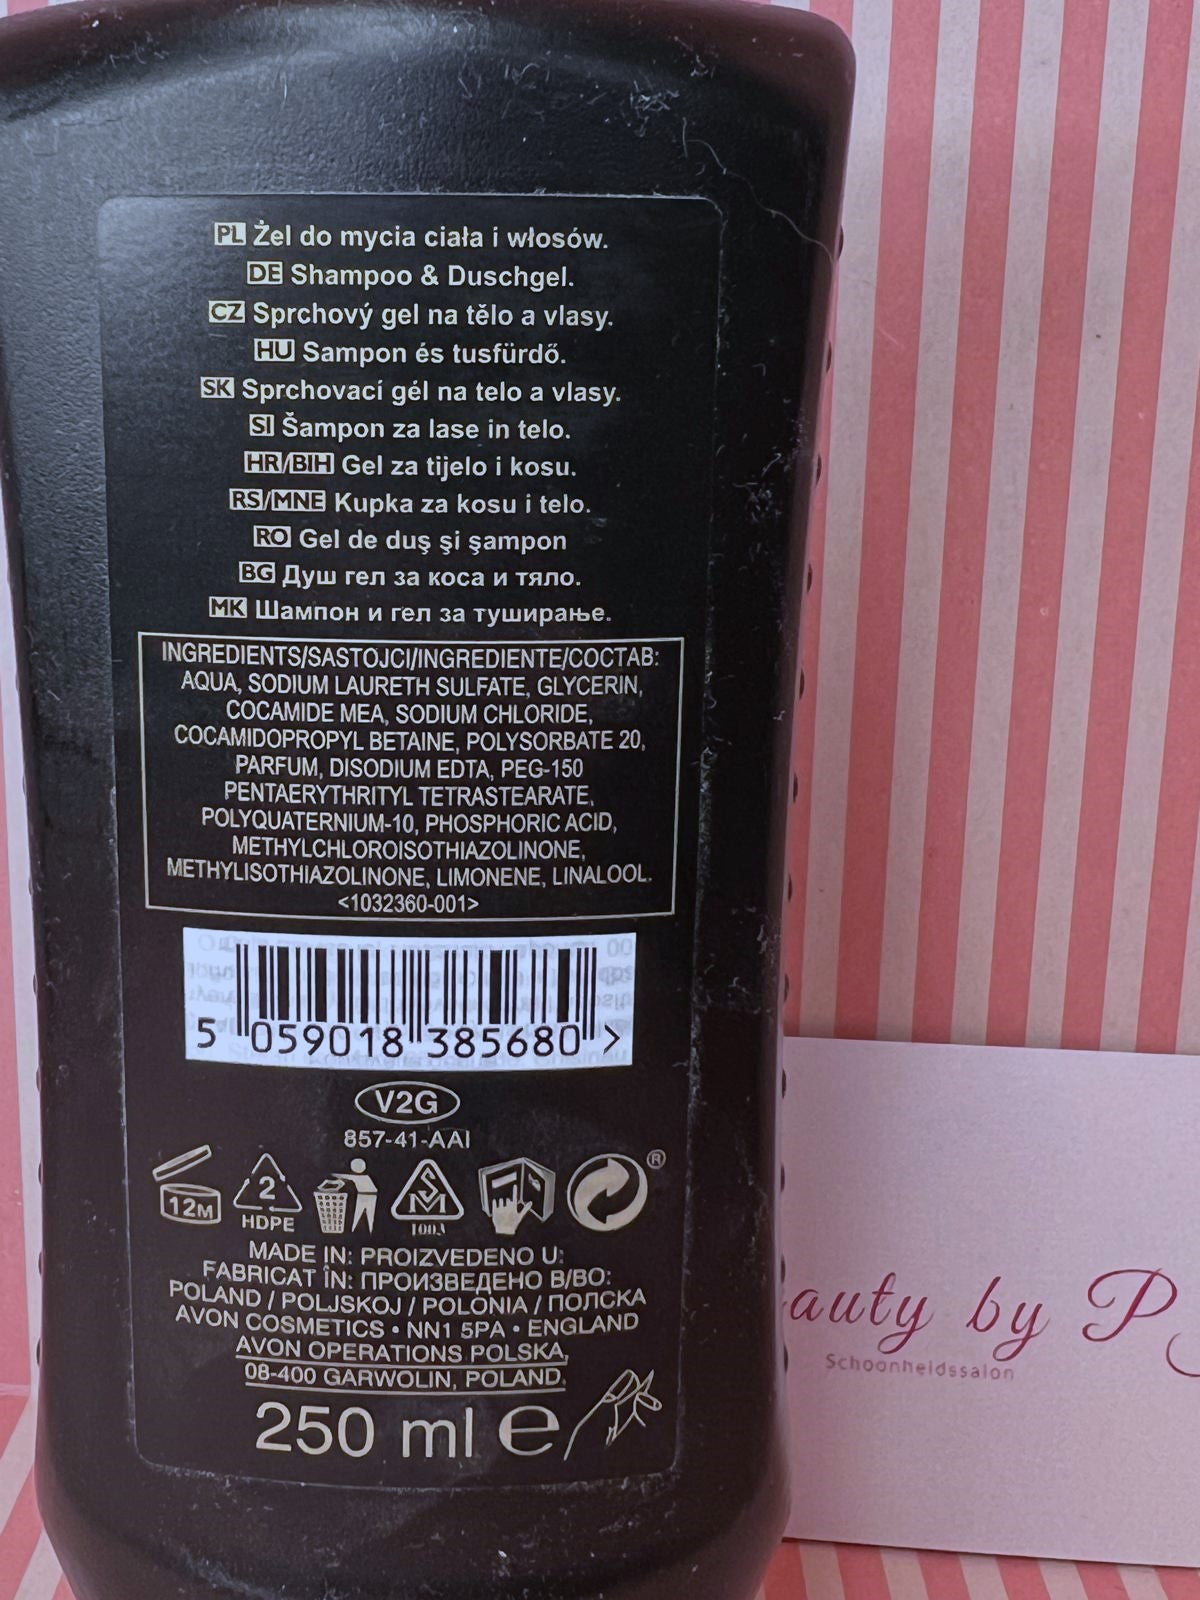 PL Żel do mycia ciała i włosów.
DE Shampoo & Duschgel.
CZ Sprchový gel na tělo a vlasy.
HU Sampon és tusfürdő.
SK Sprchovací gél na telo a vlasy.
SI Šampon za lase in telo.
HR/BIH Gel za tijelo i kosu.
RS/MNE Kupka za kosu i telo.
RO Gel de duş şi şampon
BG Душ гел за коса и тяло.
MK Шампон и гел за туширање.
INGREDIENTS/SASTOJCI/INGREDIENTE/СОСТАВ:
AQUA, SODIUM LAURETH SULFATE, GLYCERIN,
COCAMIDE MEA, SODIUM CHLORIDE,
COCAMIDOPROPYL BETAINE, POLYSORBATE 20,
PARFUM, DISODIUM EDTA, PEG-150
PENTAERYTHRITYL TETRASTEARATE,
POLYQUATERNIUM-10, PHOSPHORIC ACID,
METHYLCHLOROISOTHIAZOLINONE,
METHYLISOTHIAZOLINONE, LIMONENE, LINALOOL.
<1032360-001>
5 059018 385680 >
V2G
857-41-AAI
12M
2
HDPE
®
MADE IN: PROIZVEDENO U:
FABRICAT ÎN: ПРОИЗВЕДЕНО В/ВО:
POLAND / POLJSKOJ / POLONIA / ПОЛСКА
AVON COSMETICS • NN1 5PA • ENGLAND
AVON OPERATIONS POLSKA,
08-400 GARWOLIN, POLAND.
250 ml e
auty by P
Schoonheidssalon